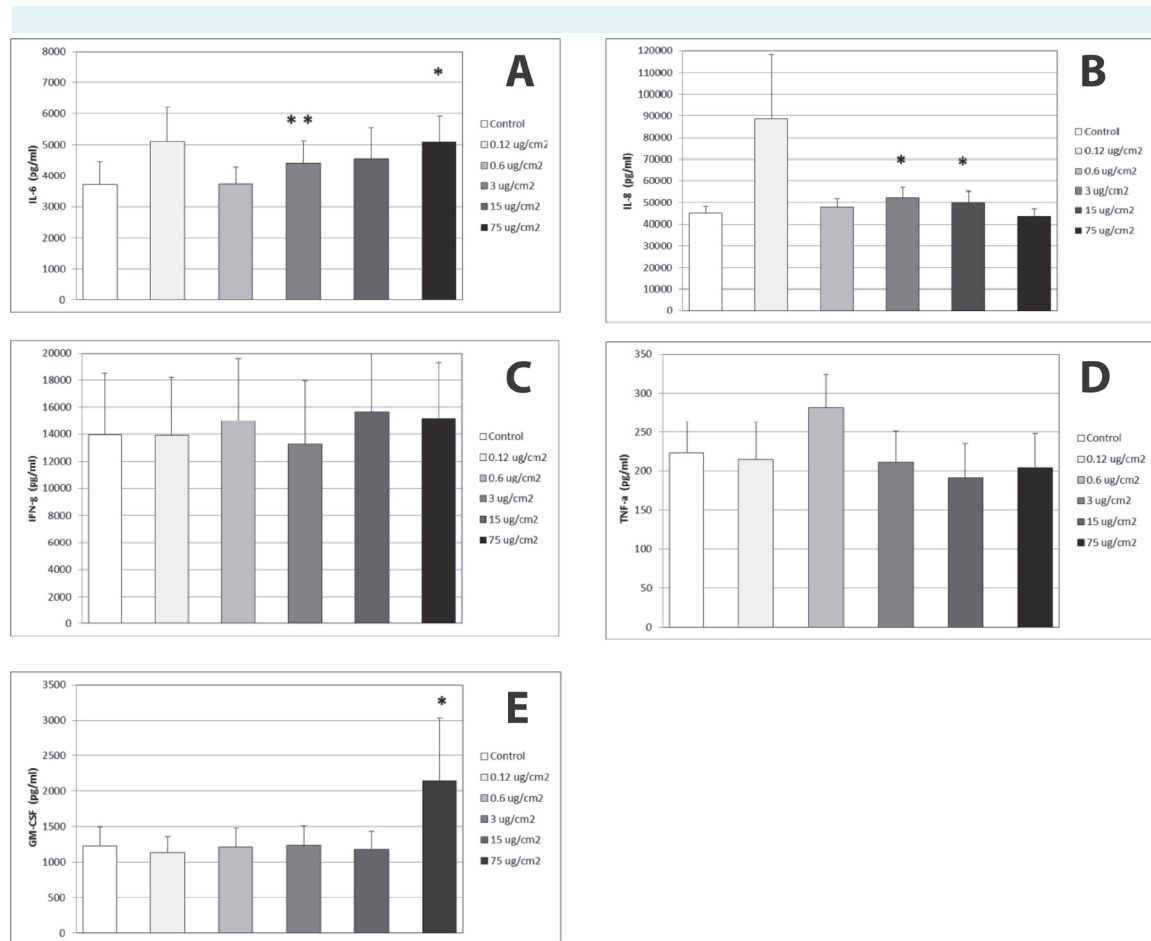 A
8000
7000
6000
5000
4000
3000
2000
1000
0
IL-6 (pg/ml)
* *
*
Control
0.12 ug/cm2
0.6 ug/cm2
3 ug/cm2
15 ug/cm2
75 ug/cm2
B
120000
110000
100000
90000
80000
70000
60000
50000
40000
30000
20000
10000
0
IL-8 (pg/ml)
*
*
Control
0.12 ug/cm2
0.6 ug/cm2
3 ug/cm2
15 ug/cm2
75 ug/cm2
C
20000
18000
16000
14000
12000
10000
8000
6000
4000
2000
0
IFN-g (pg/ml)
Control
0.12 ug/cm2
0.6 ug/cm2
3 ug/cm2
15 ug/cm2
75 ug/cm2
D
350
300
250
200
150
100
50
0
TNF-a (pg/ml)
Control
0.12 ug/cm2
0.6 ug/cm2
3 ug/cm2
15 ug/cm2
75 ug/cm2
E
3500
3000
2500
2000
1500
1000
500
0
GM-CSF (pg/ml)
*
Control
0.12 ug/cm2
0.6 ug/cm2
3 ug/cm2
15 ug/cm2
75 ug/cm2